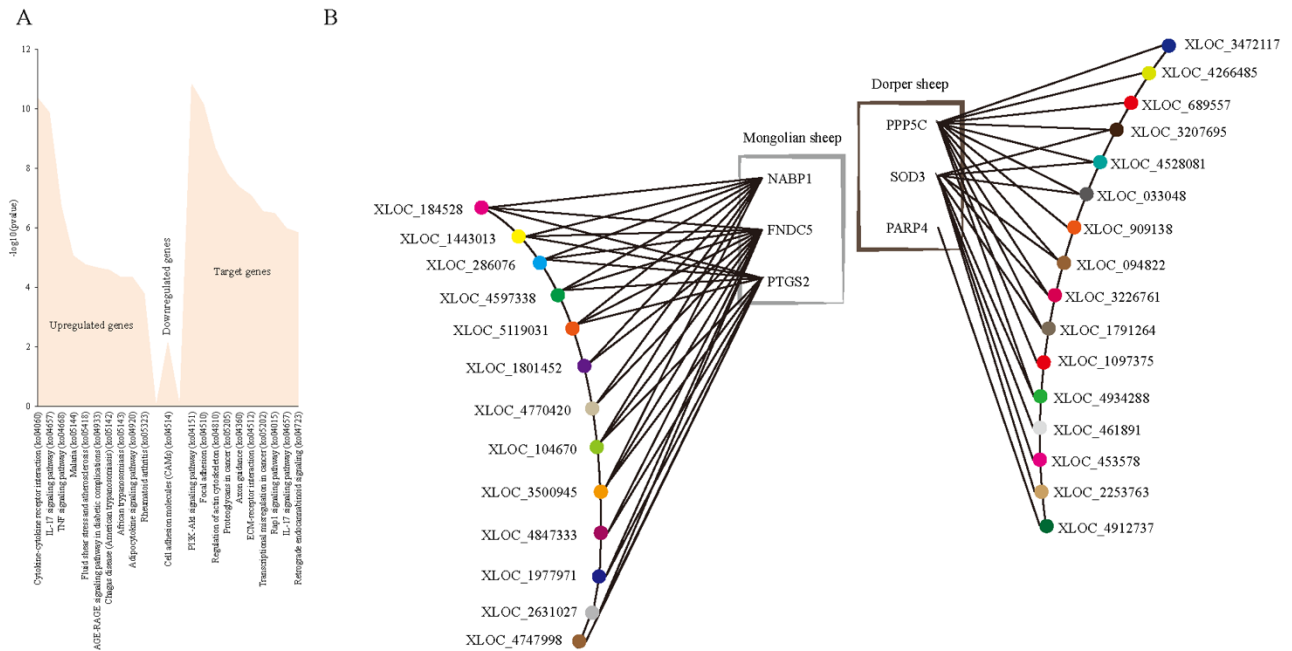 A
B
12
10
8
6
4
2
0
-log10(pvalue)
Upregulated genes
Downregulated genes
Target genes
Cytokine-cytokine receptor interaction (ko04060)
IL-17 signaling pathway (ko04657)
TNF signaling pathway (ko04668)
Malaria (ko05144)
Fluid shear stress and atherosclerosis (ko05418)
AGE-RAGE signaling pathway in diabetic complications (ko04933)
Chagas disease (American trypanosomiasis) (ko05142)
African trypanosomiasis (ko05143)
Adipocytokine signaling pathway (ko04920)
Rheumatoid arthritis (ko05323)
Cell adhesion molecules (CAMs) (ko04514)
PI3K-Akt signaling pathway (ko04151)
Focal adhesion (ko04510)
Regulation of actin cytoskeleton (ko04810)
Proteoglycans in cancer (ko05205)
Axon guidance (ko04360)
ECM-receptor interaction (ko04512)
Transcriptional misregulation in cancer (ko05202)
Rap1 signaling pathway (ko04015)
IL-17 signaling pathway (ko04657)
Retrograde endocannabinoid signaling (ko04723)
Mongolian sheep
NABP1
FNDC5
PTGS2
XLOC_184528
XLOC_1443013
XLOC_286076
XLOC_4597338
XLOC_5119031
XLOC_1801452
XLOC_4770420
XLOC_104670
XLOC_3500945
XLOC_4847333
XLOC_1977971
XLOC_2631027
XLOC_4747998
Dorper sheep
PPP5C
SOD3
PARP4
XLOC_3472117
XLOC_4266485
XLOC_689557
XLOC_3207695
XLOC_4528081
XLOC_033048
XLOC_909138
XLOC_094822
XLOC_3226761
XLOC_1791264
XLOC_1097375
XLOC_4934288
XLOC_461891
XLOC_453578
XLOC_2253763
XLOC_4912737